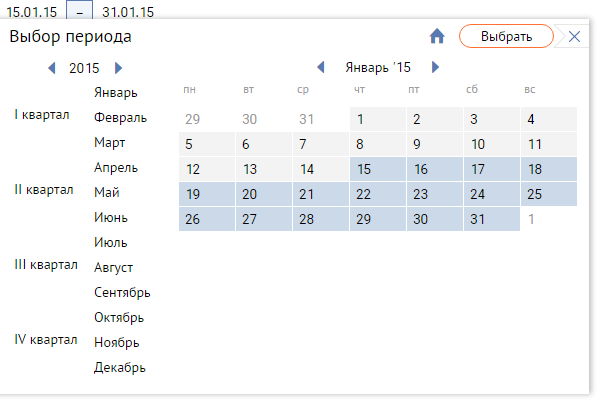 15.01.15 – 31.01.15
Выбор периода Выбрать
2015 Январь '15
Январь пн вт ср чт пт сб вс
I квартал Февраль 29 30 31 1 2 3 4
Март 5 6 7 8 9 10 11
Апрель 12 13 14 15 16 17 18
II квартал Май 19 20 21 22 23 24 25
Июнь 26 27 28 29 30 31 1
Июль
III квартал Август
Сентябрь
Октябрь
IV квартал Ноябрь
Декабрь